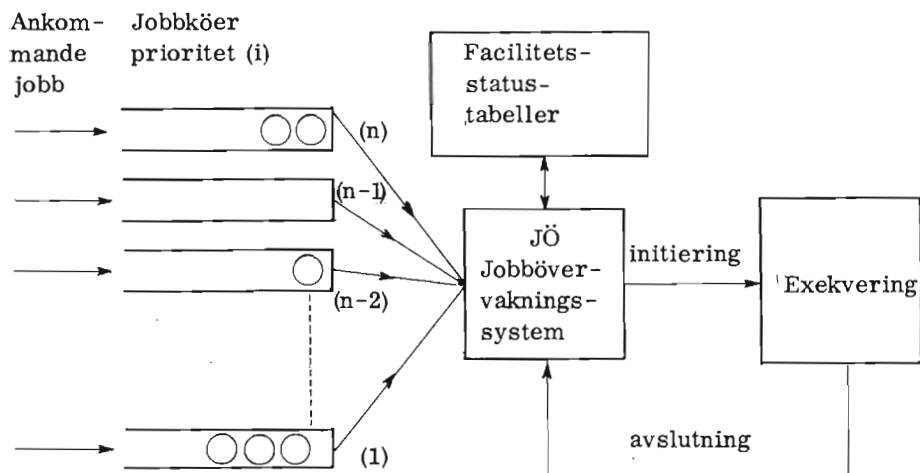 Ankom-
mande
jobb
Jobbköer
prioritet (i)
Facilitets-
status-
tabeller
(n)
(n-1)
(n-2)
(1)
JÖ
Jobböver-
vaknings-
system
initiering
Exekvering
avslutning